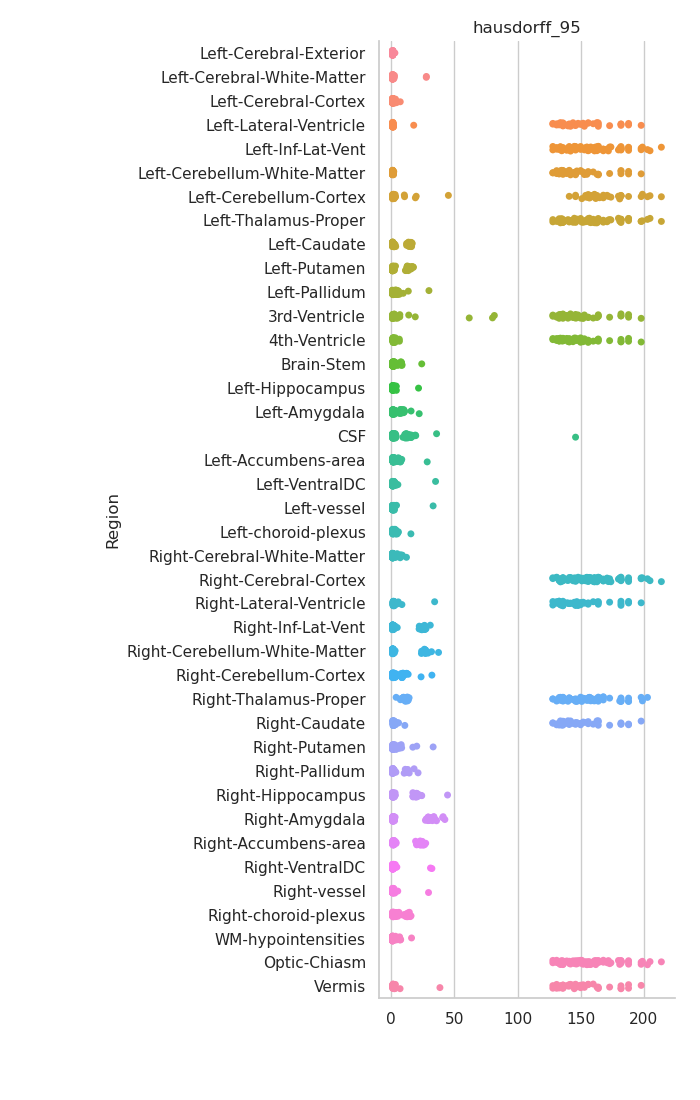 hausdorff_95
Left-Cerebral-Exterior
Left-Cerebral-White-Matter
Left-Cerebral-Cortex
Left-Lateral-Ventricle
Left-Inf-Lat-Vent
Left-Cerebellum-White-Matter
Left-Cerebellum-Cortex
Left-Thalamus-Proper
Left-Caudate
Left-Putamen
Left-Pallidum
3rd-Ventricle
4th-Ventricle
Brain-Stem
Left-Hippocampus
Left-Amygdala
CSF
Left-Accumbens-area
Left-VentralDC
Left-vessel
Left-choroid-plexus
Right-Cerebral-White-Matter
Right-Cerebral-Cortex
Right-Lateral-Ventricle
Right-Inf-Lat-Vent
Right-Cerebellum-White-Matter
Right-Cerebellum-Cortex
Right-Thalamus-Proper
Right-Caudate
Right-Putamen
Right-Pallidum
Right-Hippocampus
Right-Amygdala
Right-Accumbens-area
Right-VentralDC
Right-vessel
Right-choroid-plexus
WM-hypointensities
Optic-Chiasm
Vermis
Region
0 50 100 150 200